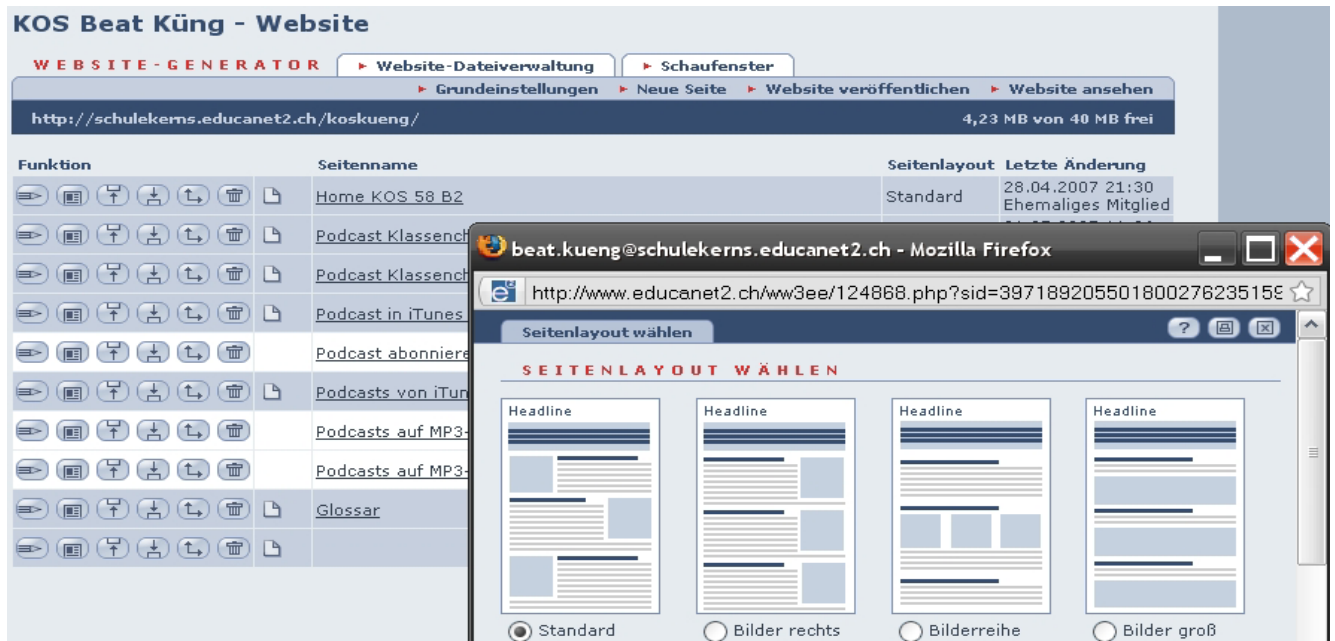 KOS Beat Küng - Website
WEBSITE-GENERATOR Website-Dateiverwaltung Schaufenster
Grundeinstellungen Neue Seite Website veröffentlichen Website ansehen
http://schulekerns.educanet2.ch/koskueng/ 4,23 MB von 40 MB frei
Funktion Seitenname Seitenlayout Letzte Änderung
Home KOS 58 B2 Standard 28.04.2007 21:30
Ehemaliges Mitglied
Podcast Klassench
Podcast Klassench
Podcast in iTunes
Podcast abonniere
Podcasts von iTun
Podcasts auf MP3-
Podcasts auf MP3-
Glossar
beat.kueng@schulekerns.educanet2.ch - Mozilla Firefox
http://www.educanet2.ch/ww3ee/124868.php?sid=39718920550180027623515
Seitenlayout wählen
SEITENLAYOUT WÄHLEN
Headline Headline Headline Headline
Standard Bilder rechts Bilderreihe Bilder groß